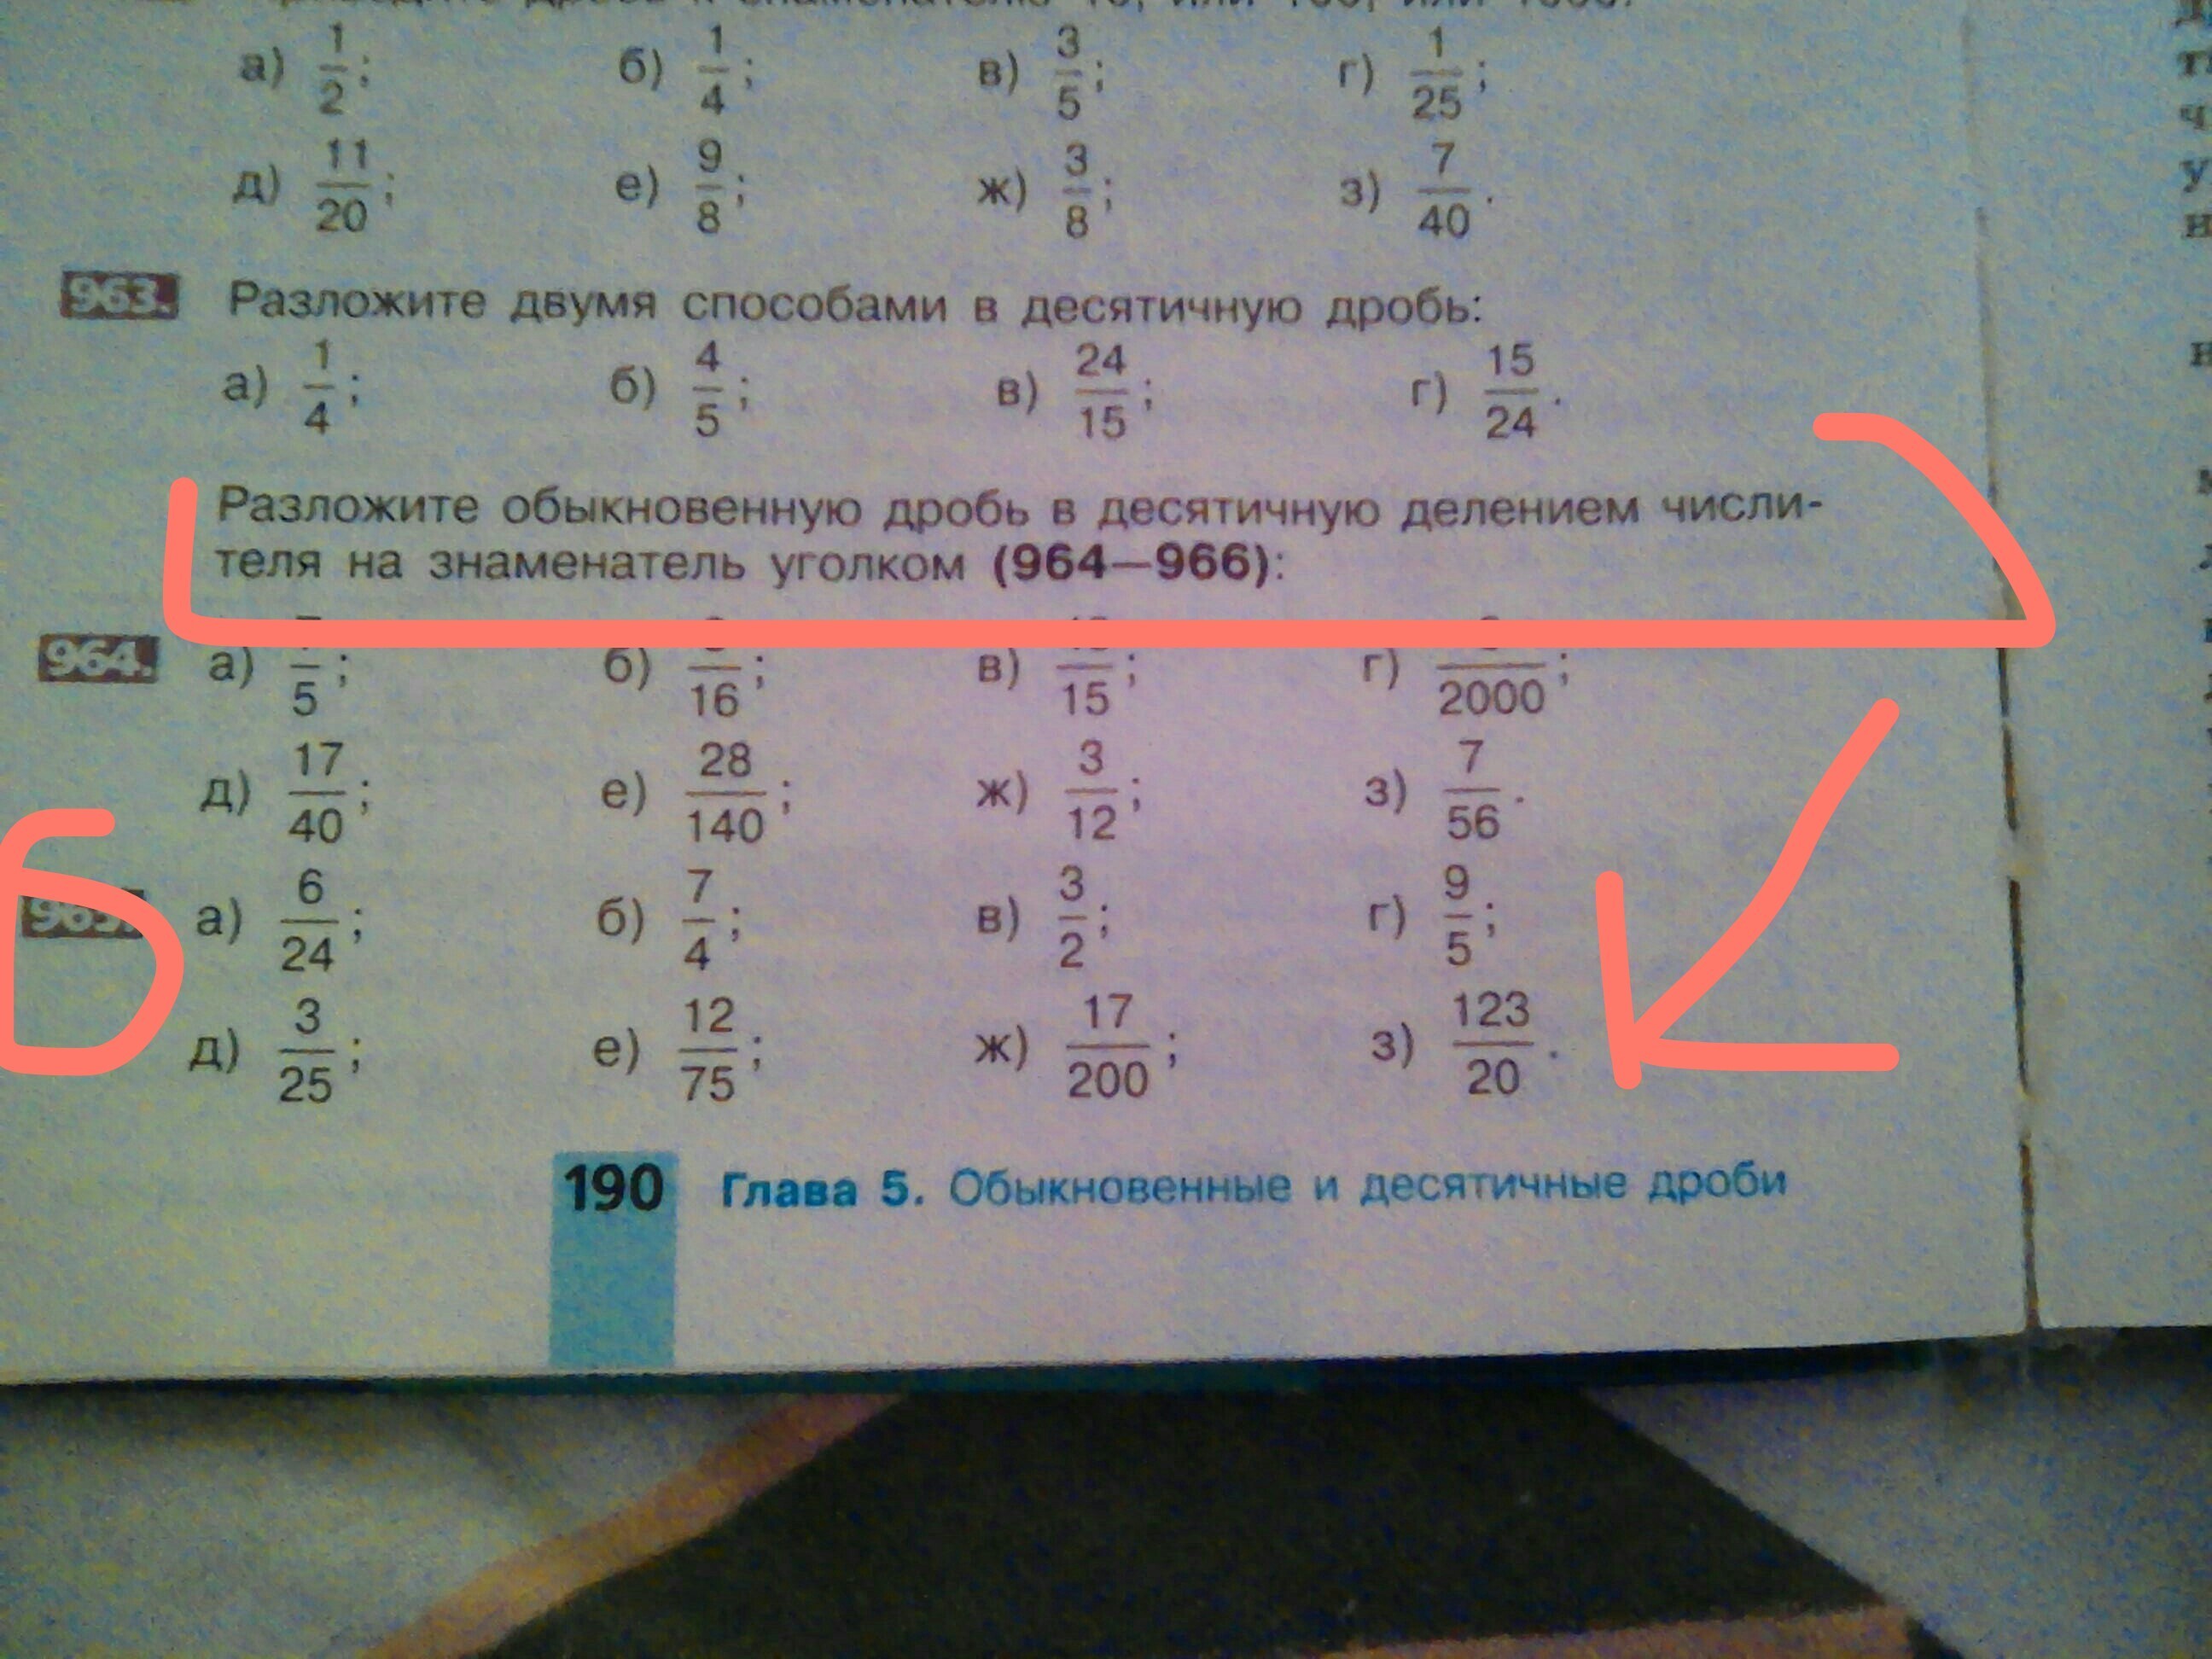 а) 1/2; б) 1/4; в) 3/5; г) 1/25;
д) 11/20; е) 9/8; ж) 3/8; з) 7/40.
963. Разложите двумя способами в десятичную дробь:
а) 1/4; б) 4/5; в) 24/15; г) 15/24.
Разложите обыкновенную дробь в десятичную делением числи-
теля на знаменатель уголком (964—966):
964. а) /5; б) /16; в) /15; г) /2000;
д) 17/40; е) 28/140; ж) 3/12; з) 7/56.
965. а) 6/24; б) 7/4; в) 3/2; г) 9/5;
д) 3/25; е) 12/75; ж) 17/200; з) 123/20.
190 Глава 5. Обыкновенные и десятичные дроби